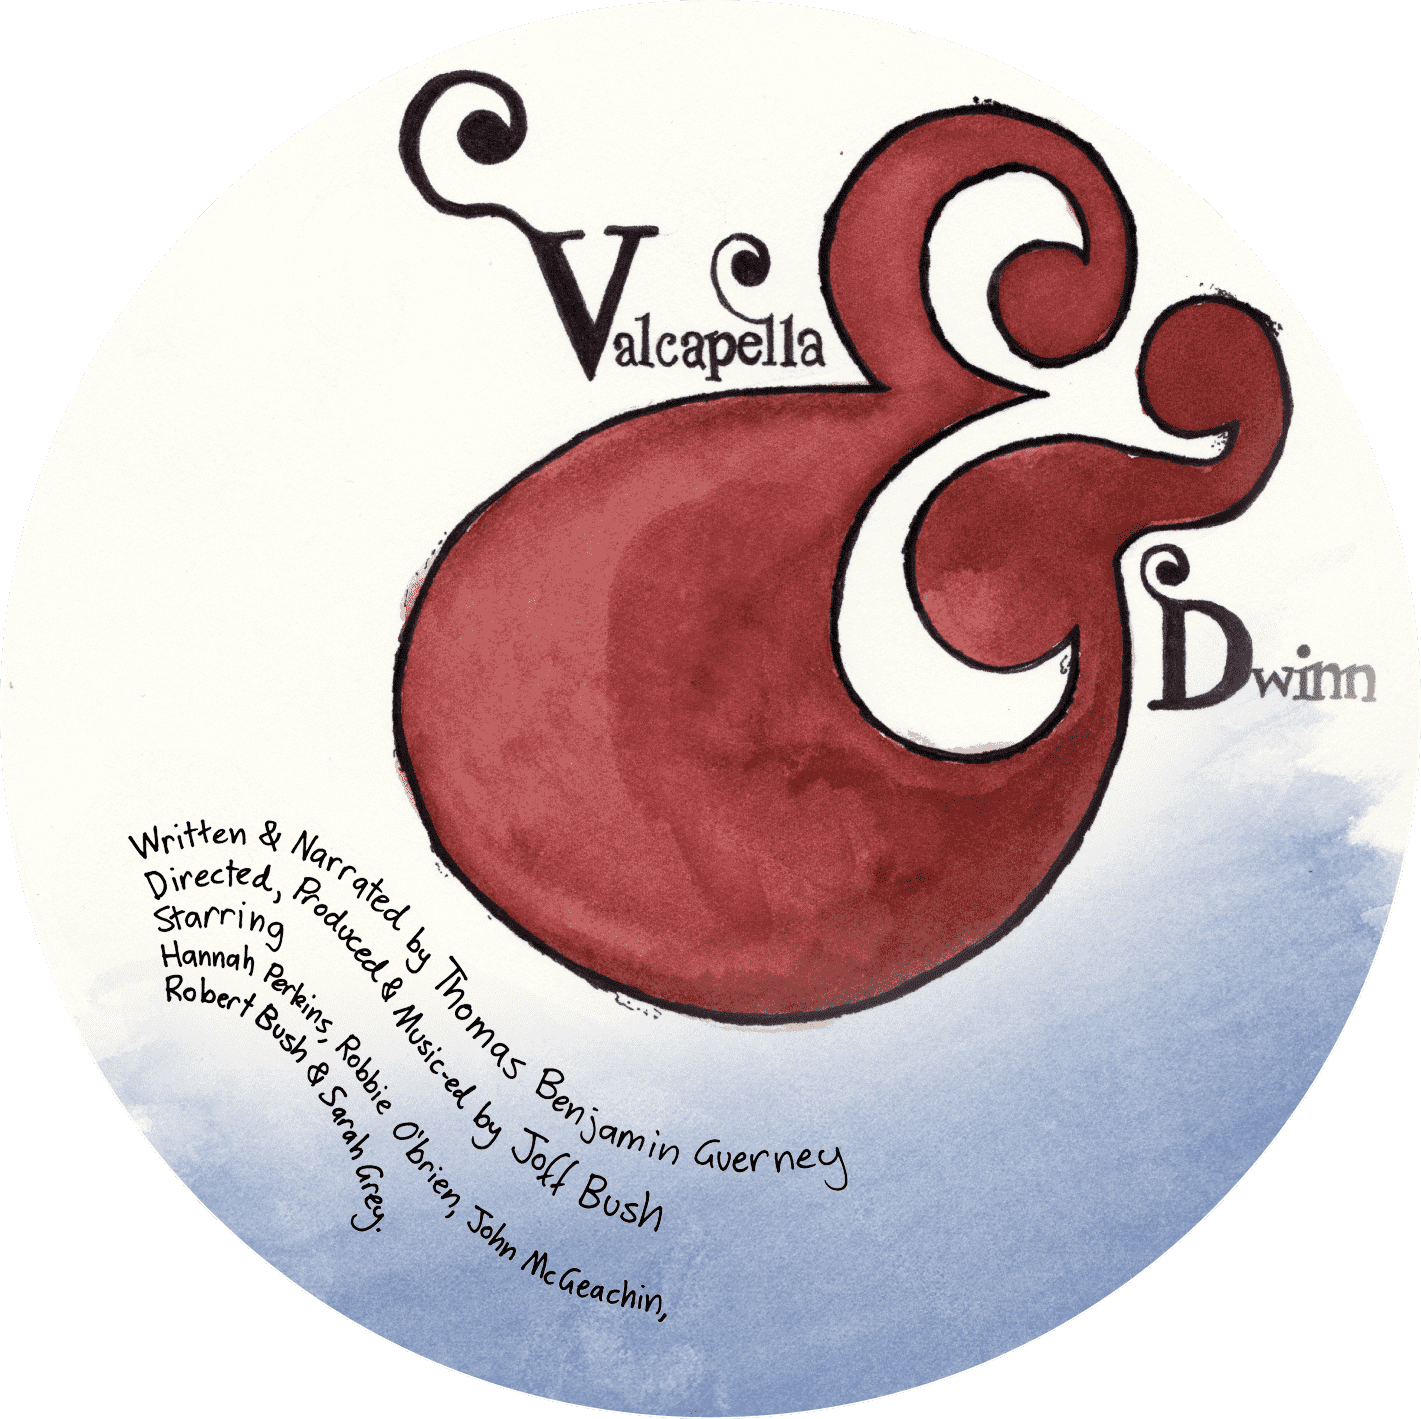 Valcapella
&
Dwinn
Written & Narrated by Thomas Benjamin Guerney
Directed, Produced & Music-ed by Joff Bush
Starring
Hannah Perkins, Robbie O'brien, John McGeachin,
Robert Bush & Sarah Grey.